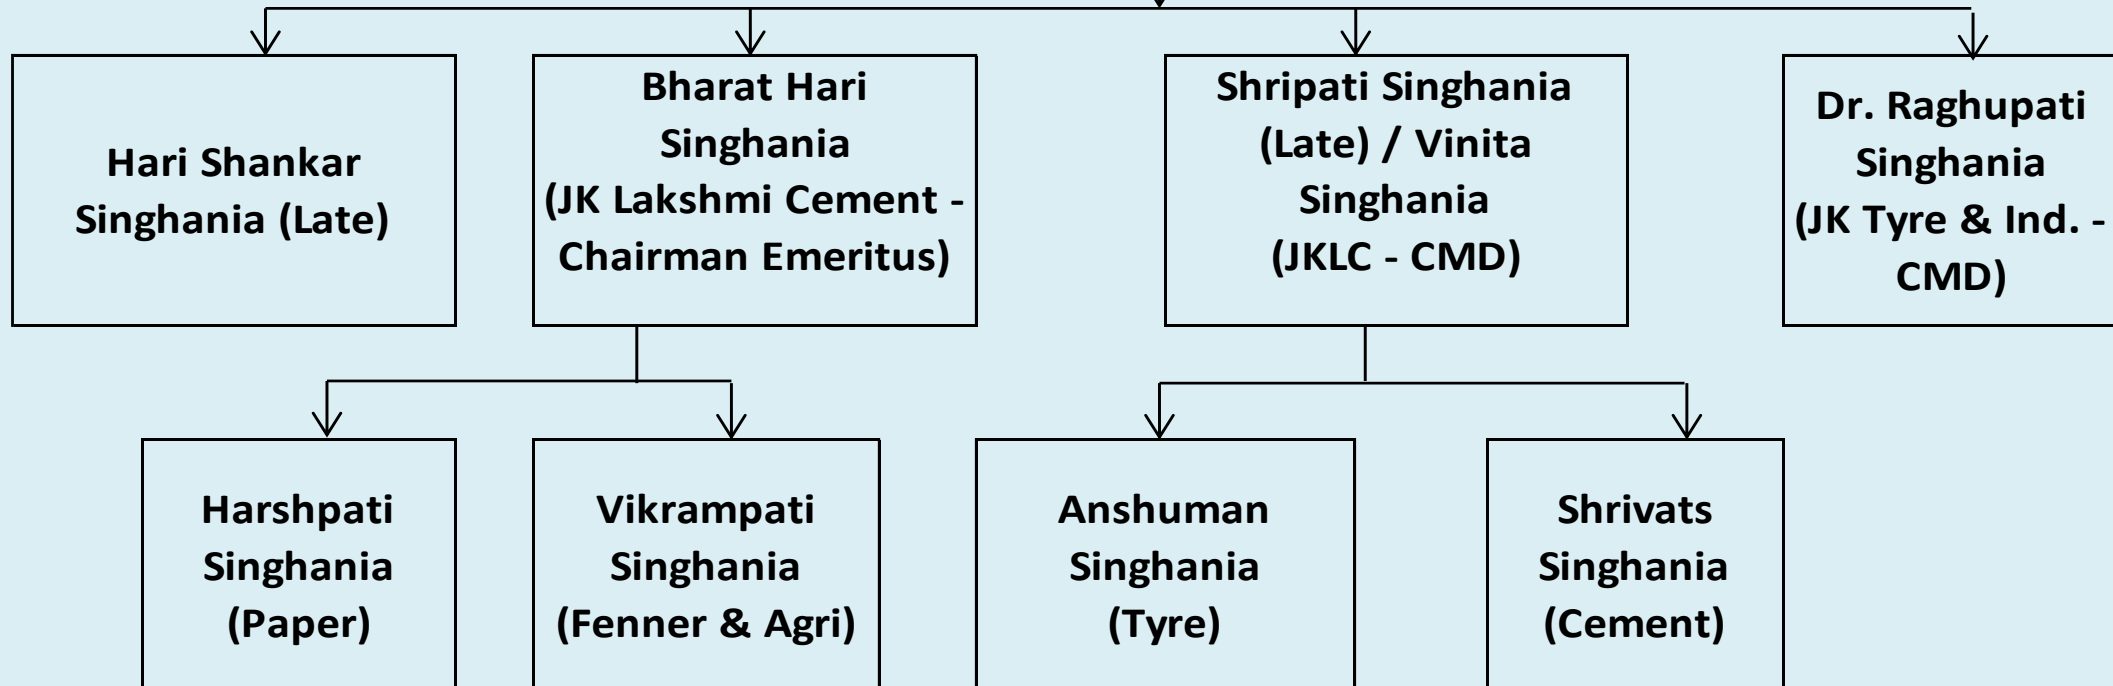 Hari Shankar
Singhania (Late)
Bharat Hari
Singhania
(JK Lakshmi Cement -
Chairman Emeritus)
Shripati Singhania
(Late) / Vinita
Singhania
(JKLC - CMD)
Dr. Raghupati
Singhania
(JK Tyre & Ind. -
CMD)
Harshpati
Singhania
(Paper)
Vikrampati
Singhania
(Fenner & Agri)
Anshuman
Singhania
(Tyre)
Shrivats
Singhania
(Cement)